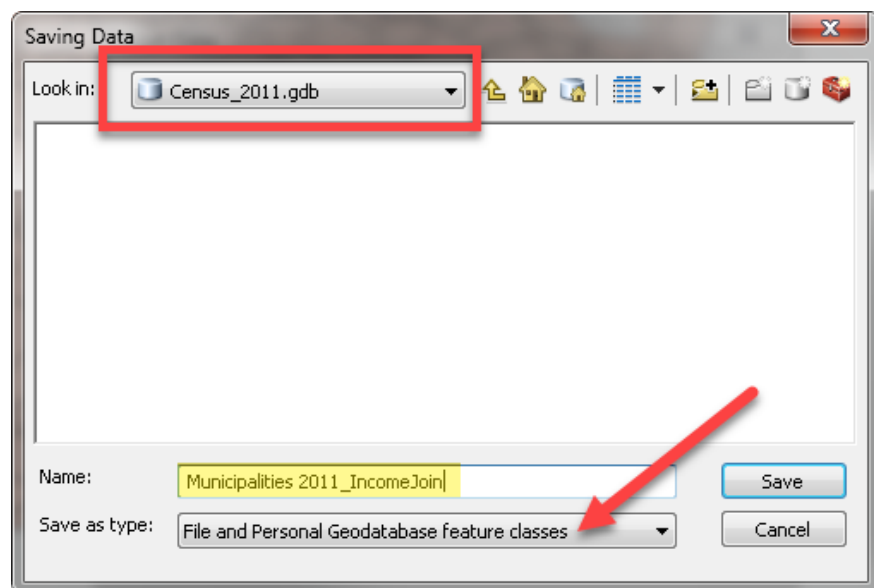 Saving Data
Look in: Census_2011.gdb
Name: Municipalities 2011_IncomeJoin Save
Save as type: File and Personal Geodatabase feature classes Cancel